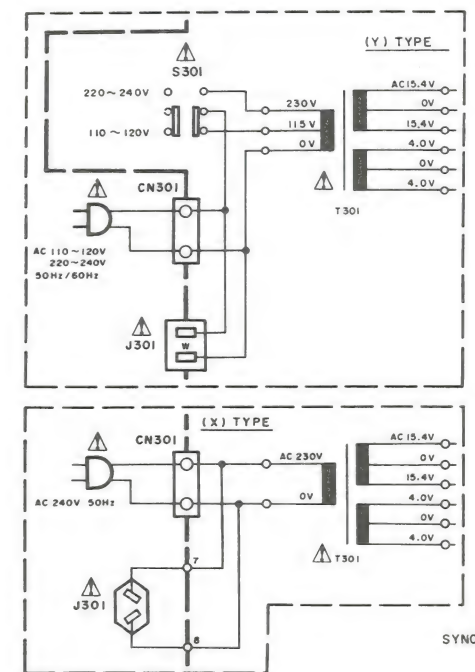 (Y) TYPE
S301
220～240V
110～120V
230V
115V
0V
AC15.4V
0V
15.4V
4.0V
0V
4.0V
T301
CN301
AC 110～120V
220～240V
50Hz/60Hz
J301
W
(X) TYPE
CN301
AC 240V 50Hz
AC 230V
0V
AC 15.4V
0V
15.4V
4.0V
0V
4.0V
T301
7
J301
8
SYNC